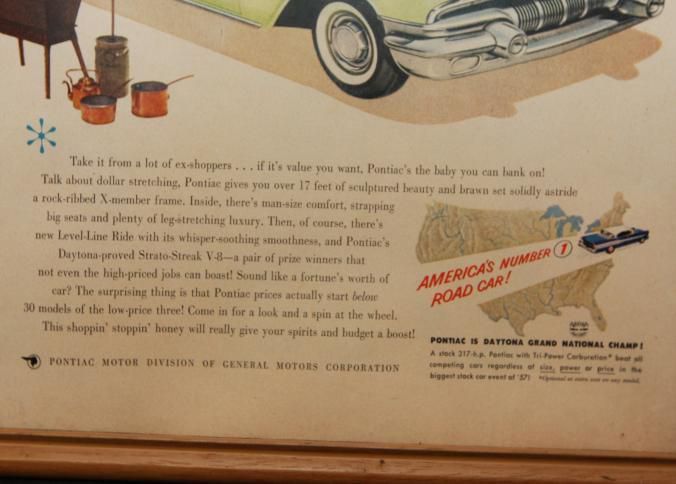 Take it from a lot of ex-shoppers . . . if it's value you want, Pontiac's the baby you can bank on!
Talk about dollar stretching, Pontiac gives you over 17 feet of sculptured beauty and brawn set solidly astride
a rock-ribbed X-member frame. Inside, there's man-size comfort, strapping
big seats and plenty of leg-stretching luxury. Then, of course, there's
new Level-Line Ride with its whisper-soothing smoothness, and Pontiac's
Daytona-proved Strato-Streak V-8—a pair of prize winners that
not even the high-priced jobs can boast! Sound like a fortune's worth of
car? The surprising thing is that Pontiac prices actually start below
30 models of the low-price three! Come in for a look and a spin at the wheel.
This shoppin' stoppin' honey will really give your spirits and budget a boost!
PONTIAC MOTOR DIVISION OF GENERAL MOTORS CORPORATION
AMERICA'S NUMBER 1
ROAD CAR!
PONTIAC IS DAYTONA GRAND NATIONAL CHAMP!
A stock 317-h.p. Pontiac with Tri-Power Carburetion* beat all
competing cars regardless of size, power or price in the
biggest stock car event of '57! *Optional at extra cost on any model.